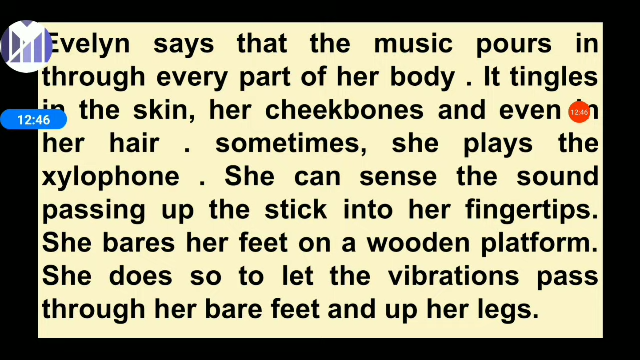 Evelyn says that the music pours in
through every part of her body . It tingles
in the skin, her cheekbones and even in
her hair . sometimes, she plays the
xylophone . She can sense the sound
passing up the stick into her fingertips.
She bares her feet on a wooden platform.
She does so to let the vibrations pass
through her bare feet and up her legs.
12:46
12:46